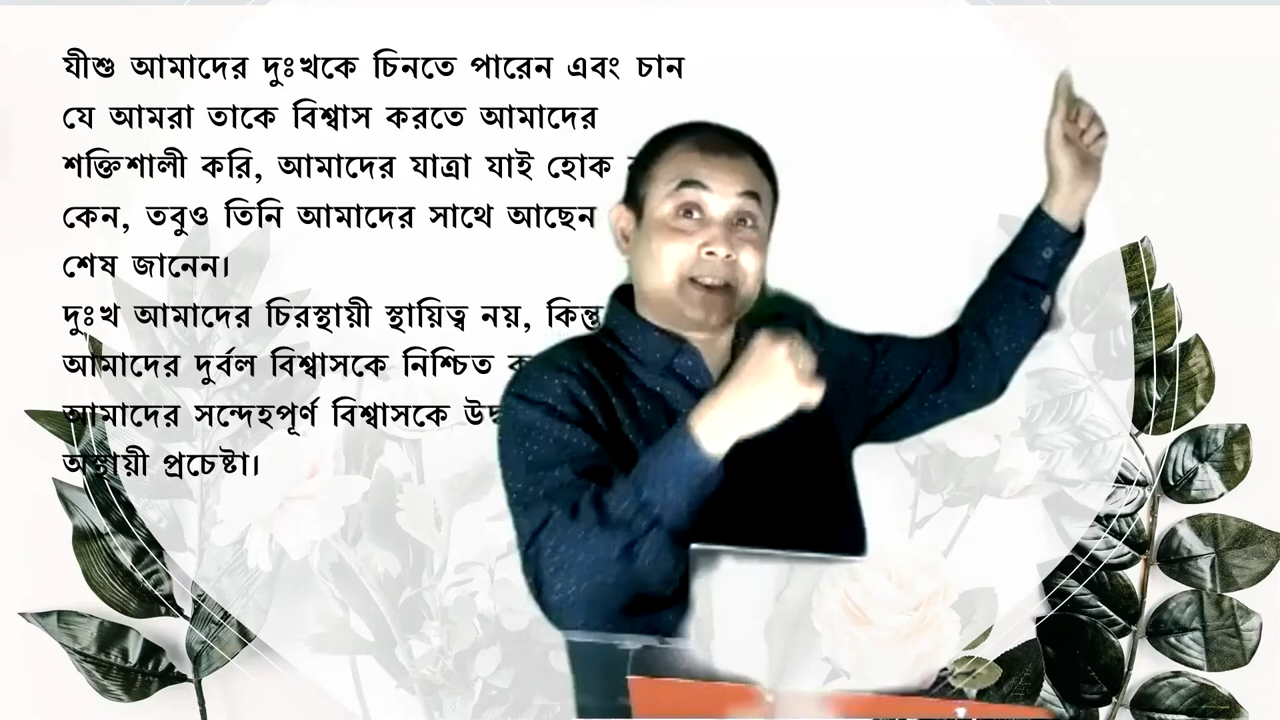 যীশু আমাদের দুঃখকে চিনতে পারেন এবং চান
যে আমরা তাকে বিশ্বাস করতে আমাদের
শক্তিশালী করি, আমাদের যাত্রা যাই হোক
কেন, তবুও তিনি আমাদের সাথে আছেন
শেষ জানেন।
দুঃখ আমাদের চিরস্থায়ী স্থায়িত্ব নয়, কিন্তু
আমাদের দুর্বল বিশ্বাসকে নিশ্চিত
আমাদের সন্দেহপূর্ণ বিশ্বাসকে
অস্থায়ী প্রচেষ্টা।